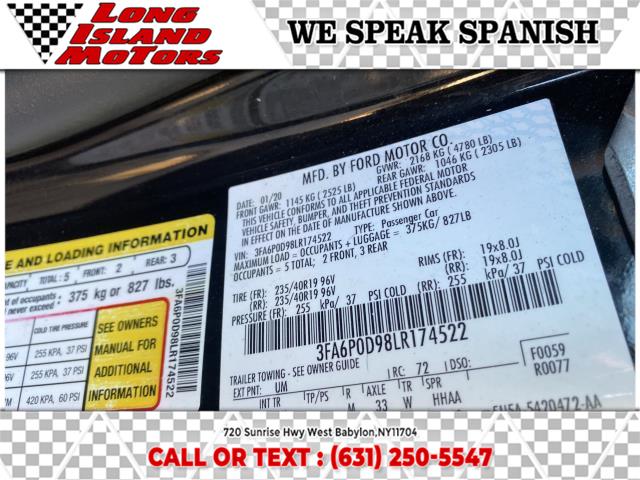 LONG
ISLAND
MOTORS
WE SPEAK SPANISH
MFD. BY FORD MOTOR CO.
DATE: 01/20 GVWR: 2168 KG ( 4780 LB)
FRONT GAWR: 1145 KG ( 2525 LB) REAR GAWR: 1046 KG ( 2305 LB)
THIS VEHICLE CONFORMS TO ALL APPLICABLE FEDERAL MOTOR
VEHICLE SAFETY, BUMPER, AND THEFT PREVENTION STANDARDS
IN EFFECT ON THE DATE OF MANUFACTURE SHOWN ABOVE.
VIN: 3FA6P0D98LR174522 TYPE: Passenger Car
MAXIMUM LOAD = OCCUPANTS + LUGGAGE = 375KG/ 827LB
OCCUPANTS = 5 TOTAL; 2 FRONT, 3 REAR
TIRE (FR): 235/40R19 96V RIMS (FR): 19x8.0J
(RR): 235/40R19 96V (RR): 19x8.0J
PRESSURE (FR): 255 kPa/ 37 PSI COLD (RR): 255 kPa/ 37 PSI COLD
3FA6P0D98LR174522
TRAILER TOWING - SEE OWNER GUIDE
EXT PNT: UM RC: 72 DSO: F0059
R0077
INT TR TP/PS R AXLE TR SPR
M 33 W HHAA
5420472-AA
E AND LOADING INFORMATION
CAPACITY TOTAL : 5 FRONT: 2 REAR: 3
nt of occupants
never exceed : 375 kg or 827 lbs.
COLD TIRE PRESSURE
96V 255 KPA, 37 PSI
96V 255 KPA, 37 PSI
420 KPA, 60 PSI
SEE OWNERS
MANUAL FOR
ADDITIONAL
INFORMATION
3FA6P0D98LR174522
720 Sunrise Hwy West Babylon,NY11704
CALL OR TEXT : (631) 250-5547